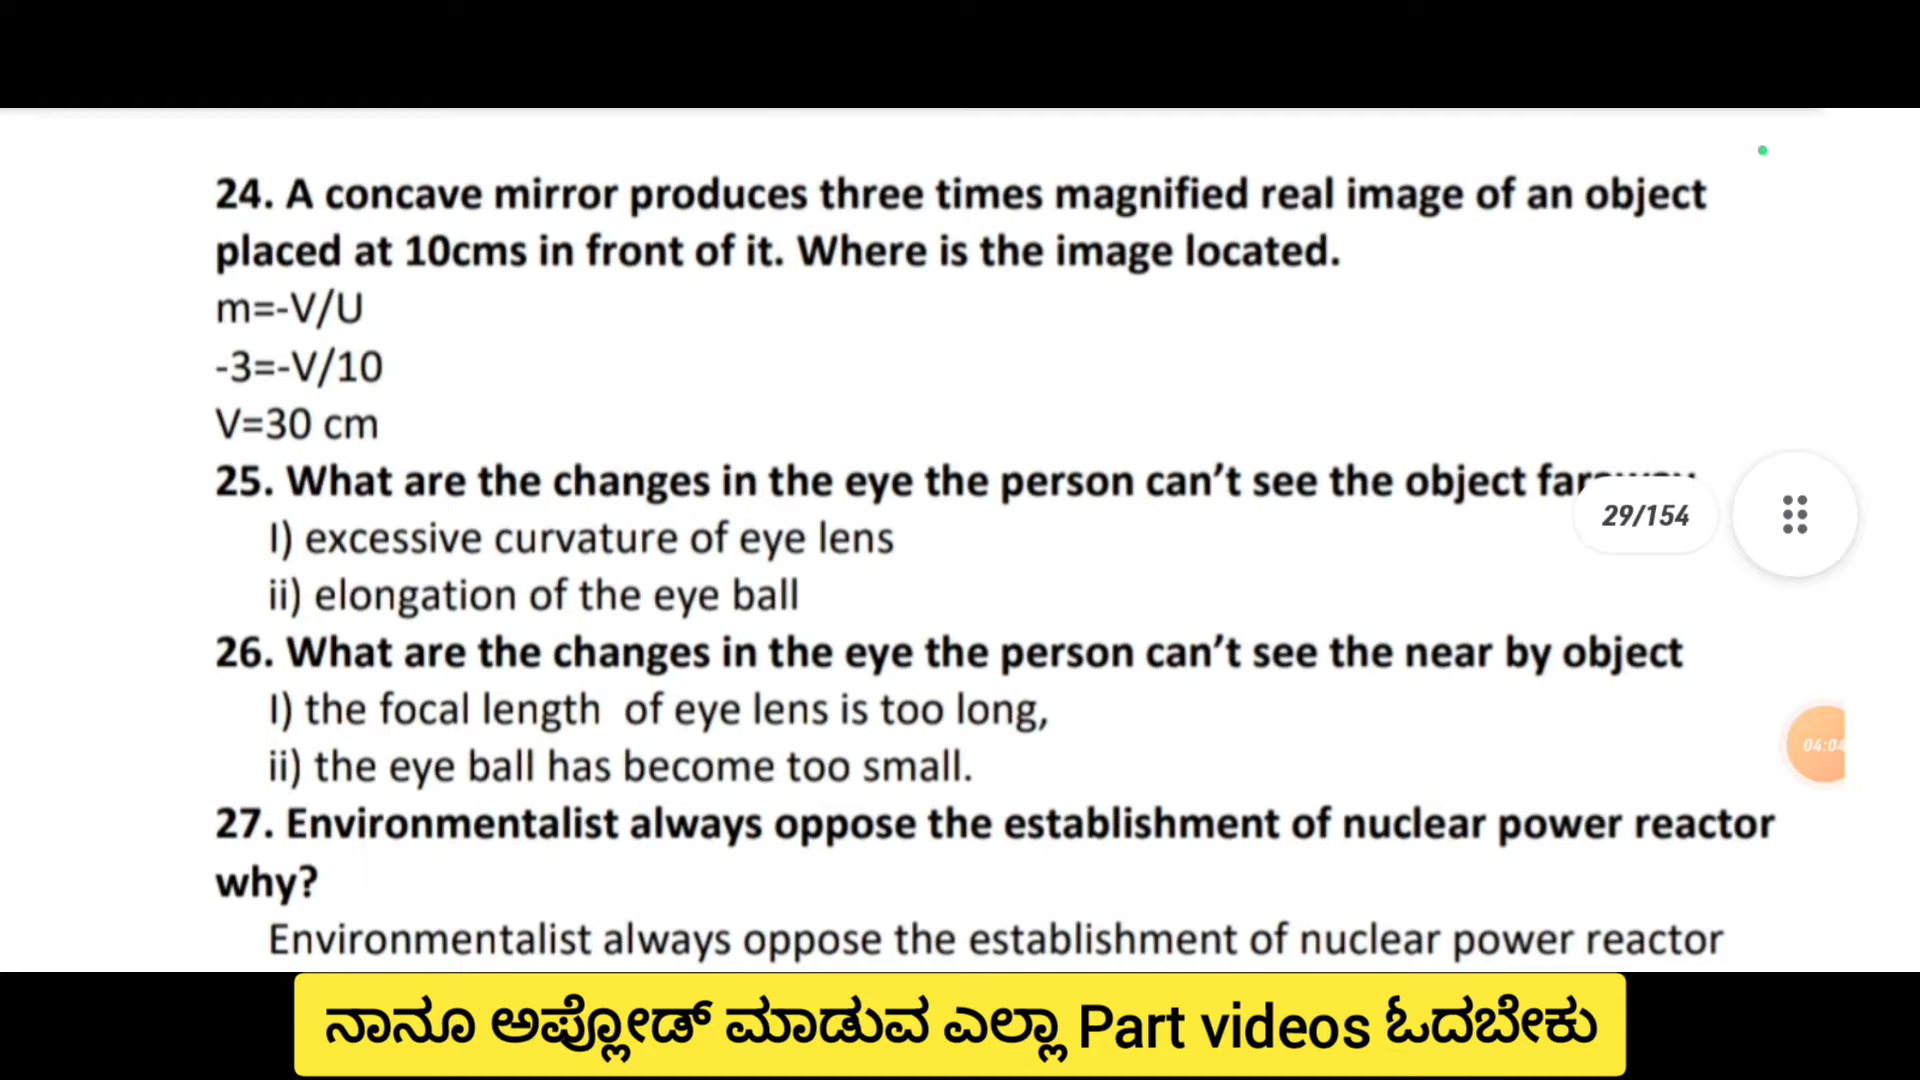 24. A concave mirror produces three times magnified real image of an object
placed at 10cms in front of it. Where is the image located.
m=-V/U
-3=-V/10
V=30 cm
25. What are the changes in the eye the person can’t see the object faraway
29/154
I) excessive curvature of eye lens
ii) elongation of the eye ball
26. What are the changes in the eye the person can’t see the near by object
I) the focal length of eye lens is too long,
04:04
ii) the eye ball has become too small.
27. Environmentalist always oppose the establishment of nuclear power reactor
why?
Environmentalist always oppose the establishment of nuclear power reactor
ನಾನೂ ಅಪ್ಲೋಡ್ ಮಾಡುವ ಎಲ್ಲಾ Part videos ಓದಬೇಕು